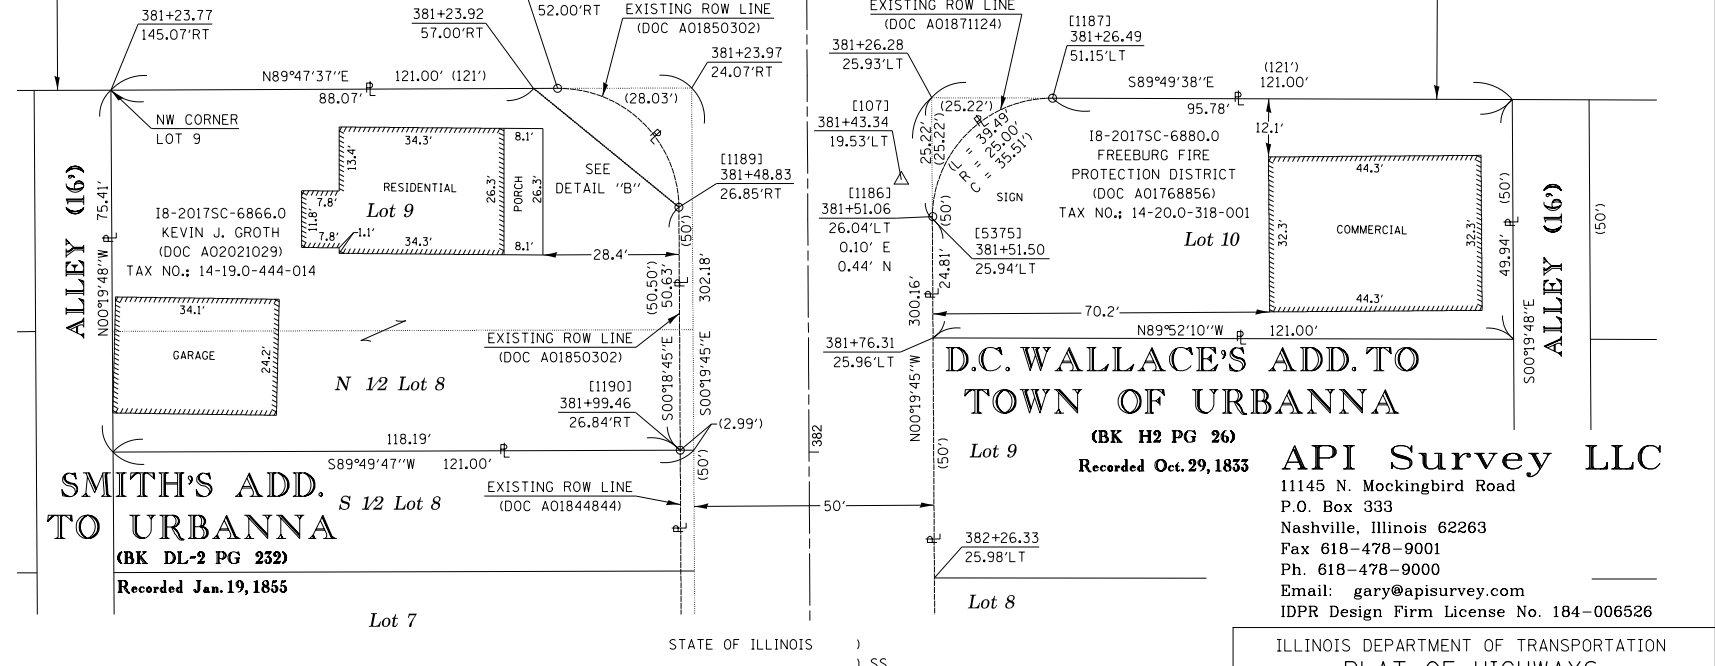 381+23.77
145.07'RT
381+23.92
57.00'RT
52.00'RT
EXISTING ROW LINE
(DOC A01850302)
381+23.97
24.07'RT
N89°47'37"E 121.00' (121')
88.07'
(28.03')
NW CORNER
LOT 9
ALLEY (16')
N00°19'48"W 75.41'
34.3'
13.4'
RESIDENTIAL
26.3'
8.1'
PORCH
26.3'
8.1'
7.8'
11.8'
7.8'
1.1'
34.3'
Lot 9
SEE
DETAIL "B"
28.4'
[1189]
381+48.83
26.85'RT
I8-2017SC-6866.0
KEVIN J. GROTH
(DOC A02021029)
TAX NO.; 14-19.0-444-014
34.1'
GARAGE
24.2'
N 1/2 Lot 8
(50')
(50.50')
50.63'
302.18'
S00°18'45"E
S00°19'45"E
EXISTING ROW LINE
(DOC A01850302)
[1190]
381+99.46
26.84'RT
(2.99')
118.19'
S89°49'47"W 121.00'
(50')
SMITH'S ADD.
TO URBANNA
(BK DL-2 PG 232)
Recorded Jan. 19, 1855
S 1/2 Lot 8
EXISTING ROW LINE
(DOC A01844844)
Lot 7
382
50'
EXISTING ROW LINE
(DOC A01871124)
381+26.28
25.93'LT
[1187]
381+26.49
51.15'LT
[107]
381+43.34
19.53'LT
(25.22')
25.22'
(25.22')
(L = 39.49'
R = 25.00'
C = 35.51')
SIGN
S89°49'38"E (121')
121.00'
95.78'
12.1'
I8-2017SC-6880.0
FREEBURG FIRE
PROTECTION DISTRICT
(DOC A01768856)
TAX NO.; 14-20.0-318-001
Lot 10
44.3'
32.3'
COMMERCIAL
32.3'
44.3'
(50')
49.94'
S00°19'48"E
ALLEY (16')
(50')
[1186]
381+51.06
26.04'LT
0.10' E
0.44' N
[5375]
381+51.50
25.94'LT
(50')
24.81'
300.16'
N00°19'45"W
70.2'
N89°52'10"W 121.00'
381+76.31
25.96'LT
D.C. WALLACE'S ADD. TO
TOWN OF URBANNA
(BK H2 PG 26)
Recorded Oct. 29, 1833
(50')
Lot 9
382+26.33
25.98'LT
Lot 8
API Survey LLC
11145 N. Mockingbird Road
P.O. Box 333
Nashville, Illinois 62263
Fax 618-478-9001
Ph. 618-478-9000
Email: gary@apisurvey.com
IDPR Design Firm License No. 184-006526
STATE OF ILLINOIS )
) SS
ILLINOIS DEPARTMENT OF TRANSPORTATION
PLAT OF HIGHWAYS